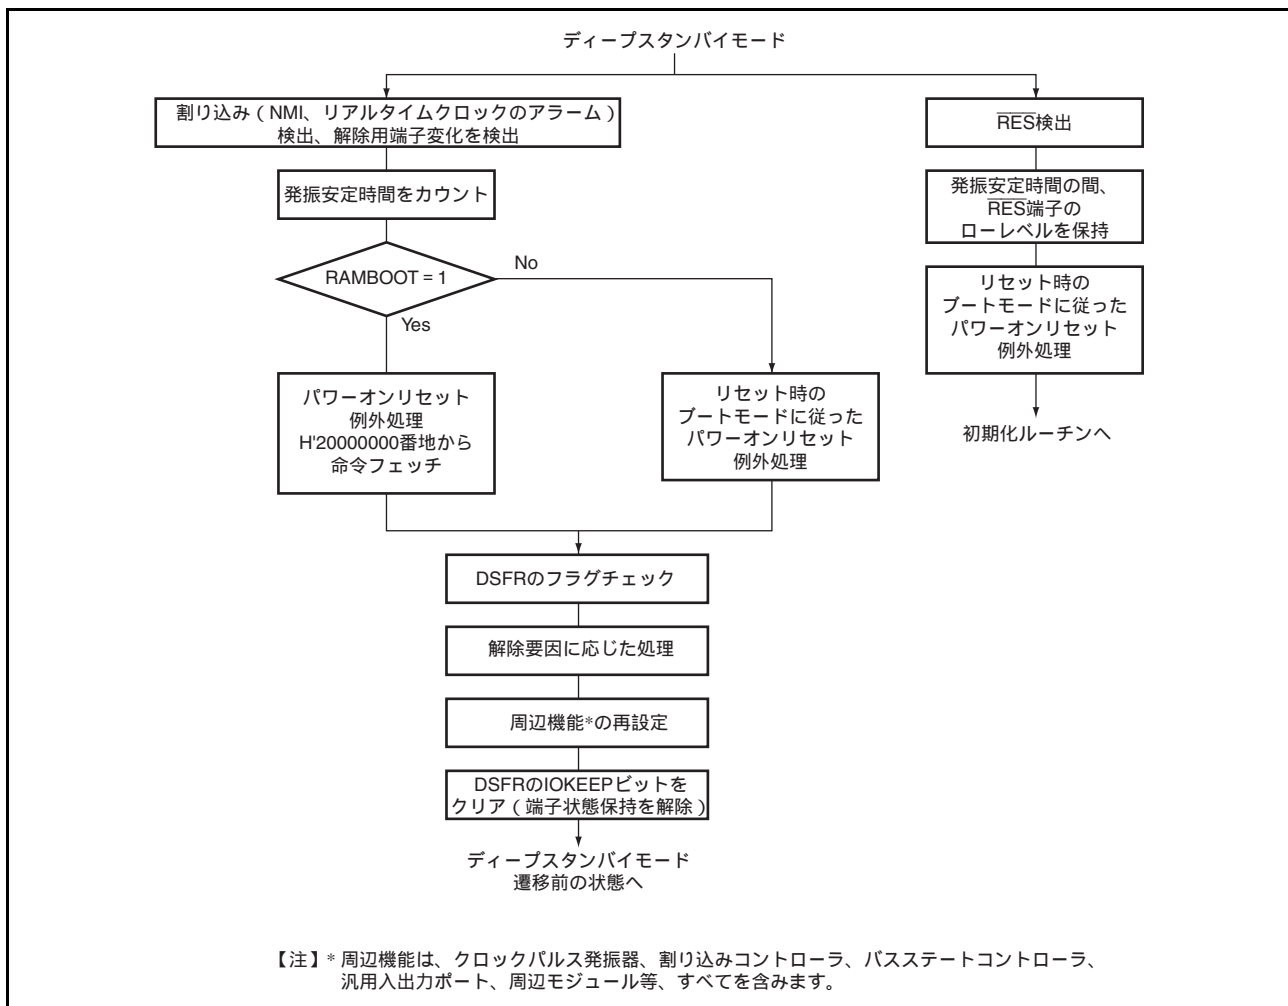 ディープスタンバイモード
割り込み（NMI、リアルタイムクロックのアラーム）
検出、解除用端子変化を検出
発振安定時間をカウント
RAMBOOT = 1
No
Yes
パワーオンリセット
例外処理
H'20000000番地から
命令フェッチ
リセット時の
ブートモードに従った
パワーオンリセット
例外処理
RES検出
発振安定時間の間、
RES端子の
ローレベルを保持
リセット時の
ブートモードに従った
パワーオンリセット
例外処理
初期化ルーチンへ
DSFRのフラグチェック
解除要因に応じた処理
周辺機能*の再設定
DSFRのIOKEEPビットを
クリア（端子状態保持を解除）
ディープスタンバイモード
遷移前の状態へ
【注】* 周辺機能は、クロックパルス発振器、割り込みコントローラ、バスステートコントローラ、
汎用入出力ポート、周辺モジュール等、すべてを含みます。